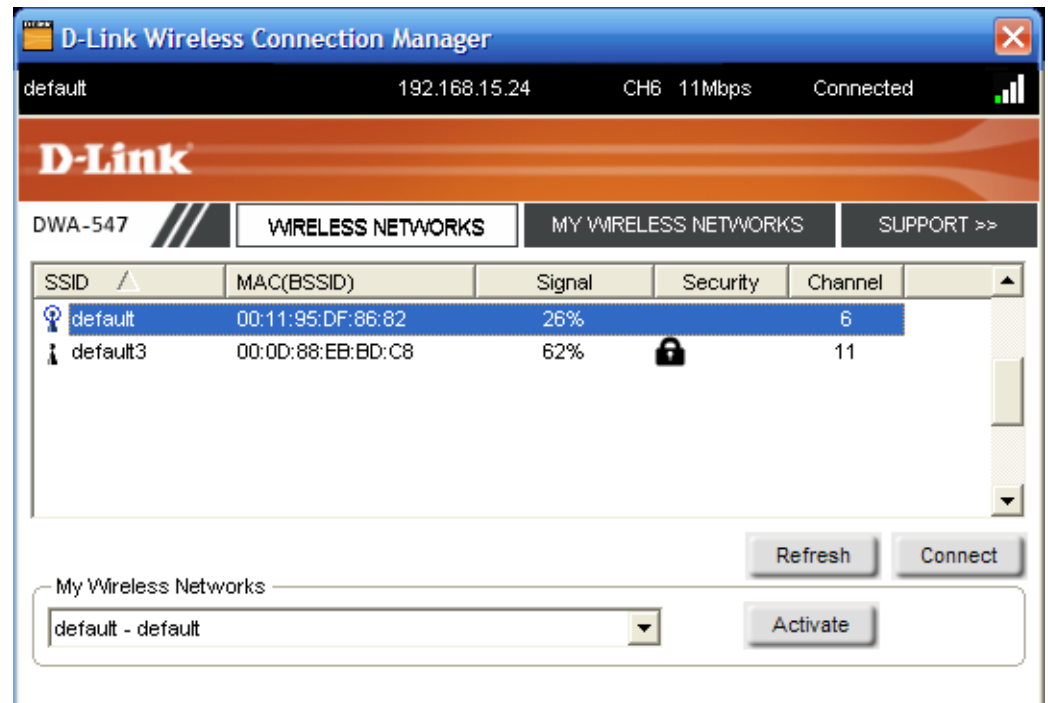 D-Link Wireless Connection Manager
default 192.168.15.24 CH6 11Mbps Connected
D-Link
DWA-547 WIRELESS NETWORKS MY WIRELESS NETWORKS SUPPORT >>
SSID MAC(BSSID) Signal Security Channel
default 00:11:95:DF:86:82 26% 6
default3 00:0D:88:EB:BD:C8 62% 11
Refresh Connect
My Wireless Networks
default - default Activate